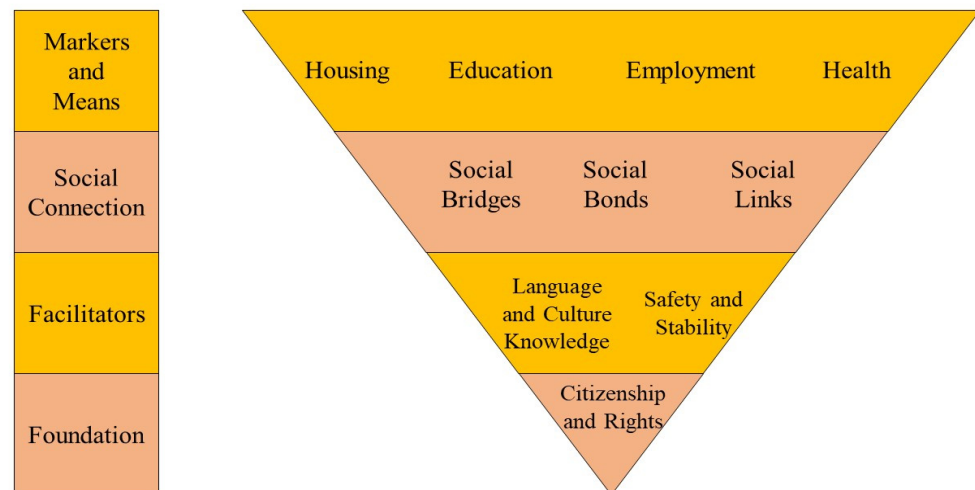 Markers
and
Means
Housing Education Employment Health
Social
Connection
Social
Bridges
Social
Bonds
Social
Links
Facilitators
Language
and Culture
Knowledge
Safety and
Stability
Foundation
Citizenship
and Rights